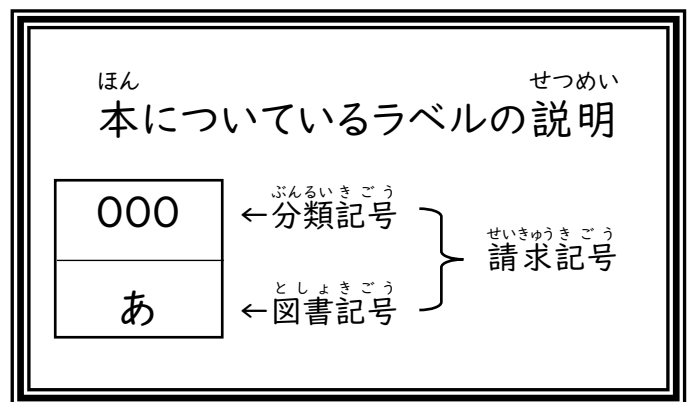 ほん せつめい
本についているラベルの説明
000
←分類記号
ぶんるいきごう
あ
←図書記号
としょきごう
請求記号
せいきゅうきごう